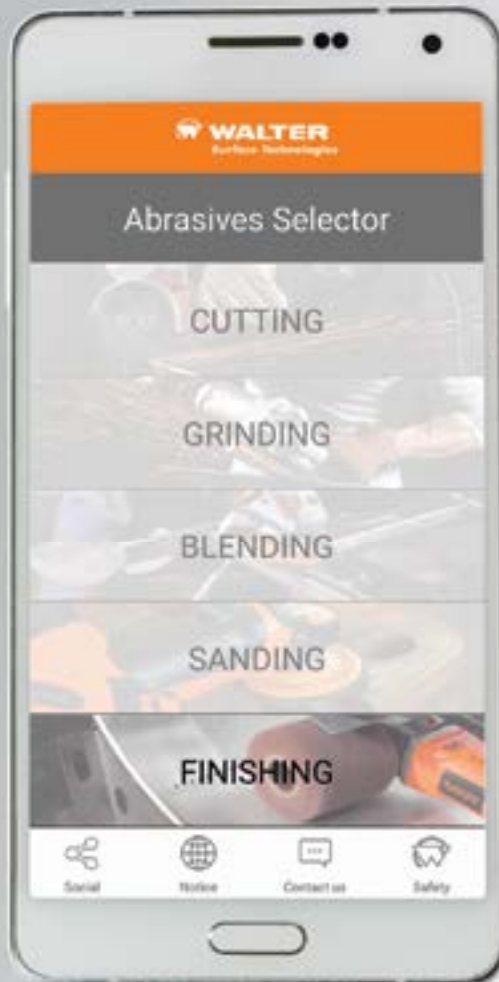 WALTER
Surface Technologies
Abrasives Selector
CUTTING
GRINDING
BLENDING
SANDING
FINISHING
Social
Notice
Contact us
Safety